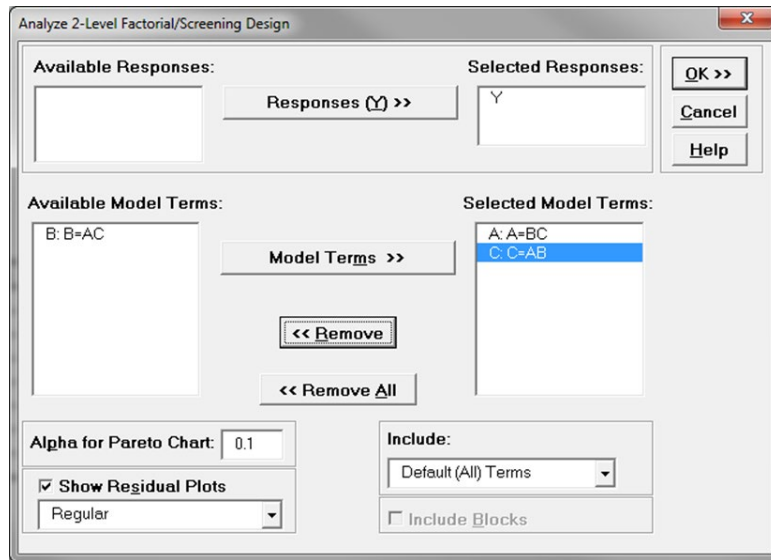 Analyze 2-Level Factorial/Screening Design
x
Available Responses:
Responses (Y) >>
Selected Responses:
Y
OK >>
Cancel
Help
Available Model Terms:
B: B=AC
Model Terms >>
Selected Model Terms:
A: A=BC
C: C=AB
<< Remove
<< Remove All
Alpha for Pareto Chart:
0.1
Show Residual Plots
Regular
Include:
Default (All) Terms
Include Blocks